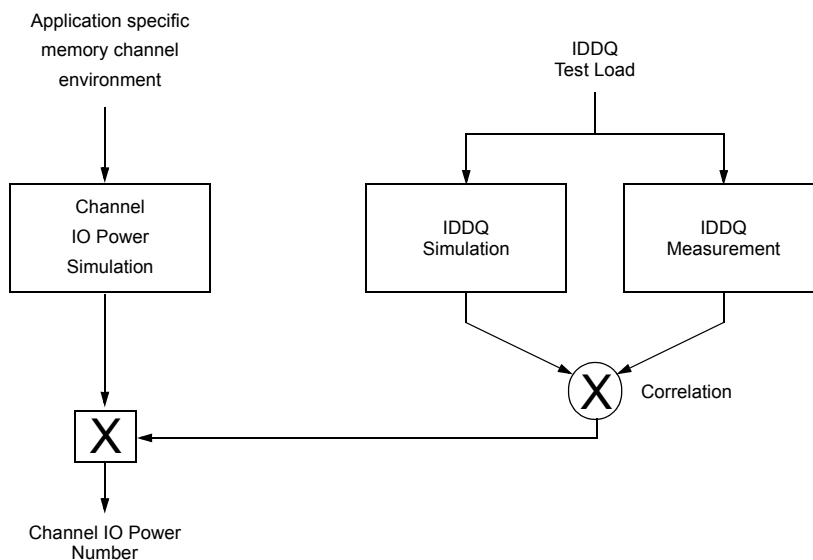 Application specific
memory channel
environment
IDDQ
Test Load
Channel
IO Power
Simulation
IDDQ
Simulation
IDDQ
Measurement
X
Correlation
X
Channel IO Power
Number